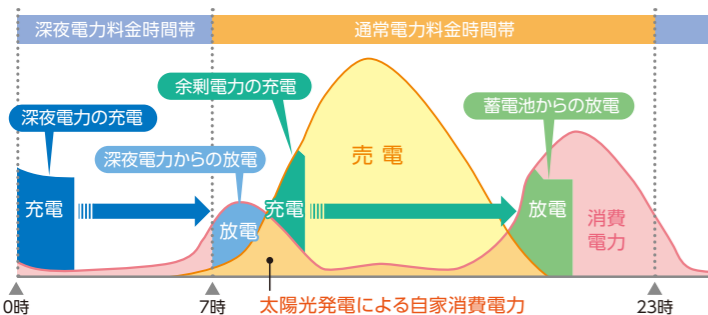 深夜電力料金時間帯
通常電力料金時間帯
余剰電力の充電
蓄電池からの放電
深夜電力の充電
深夜電力からの放電
売電
充電
放電
充電
放電
消費
電力
0時
7時
太陽光発電による自家消費電力
23時